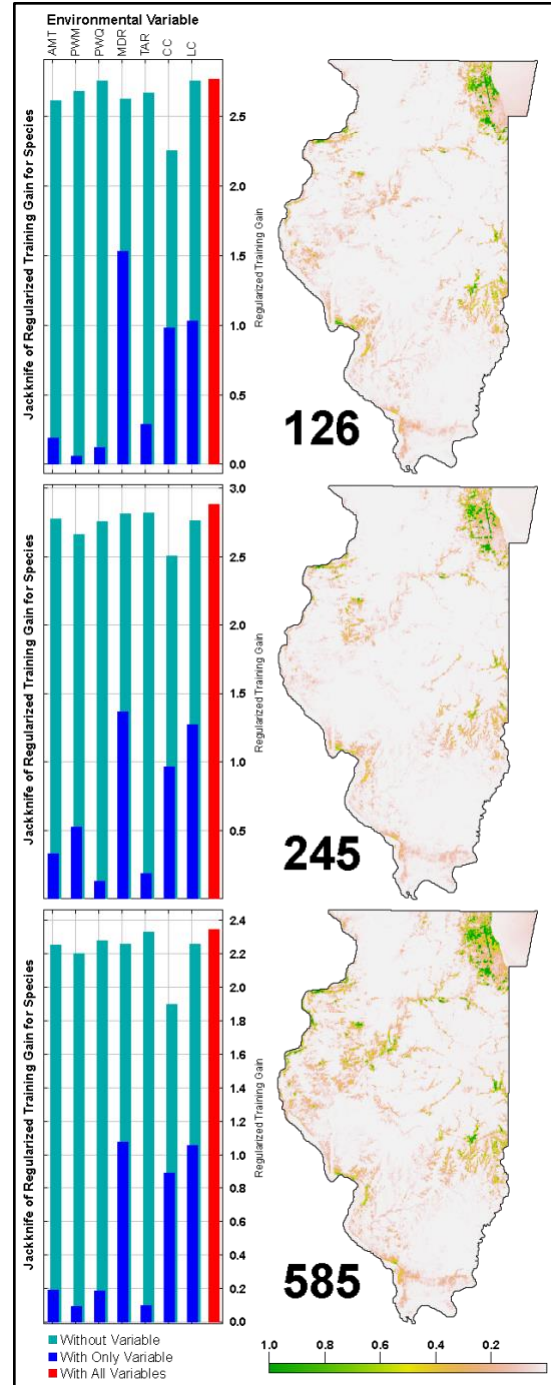 Environmental Variable
AMT
PWM
PWQ
MDR
TAR
CC
LC
Jackknife of Regularized Training Gain for Species
2.5
2.0
1.5
1.0
0.5
0.0
Regularized Training Gain
126
Jackknife of Regularized Training Gain for Species
3.0
2.5
2.0
1.5
1.0
0.5
Regularized Training Gain
245
Jackknife of Regularized Training Gain for Species
2.4
2.2
2.0
1.8
1.6
1.4
1.2
1.0
0.8
0.6
0.4
0.2
0.0
Regularized Training Gain
585
Without Variable
With Only Variable
With All Variables
1.0 0.8 0.6 0.4 0.2